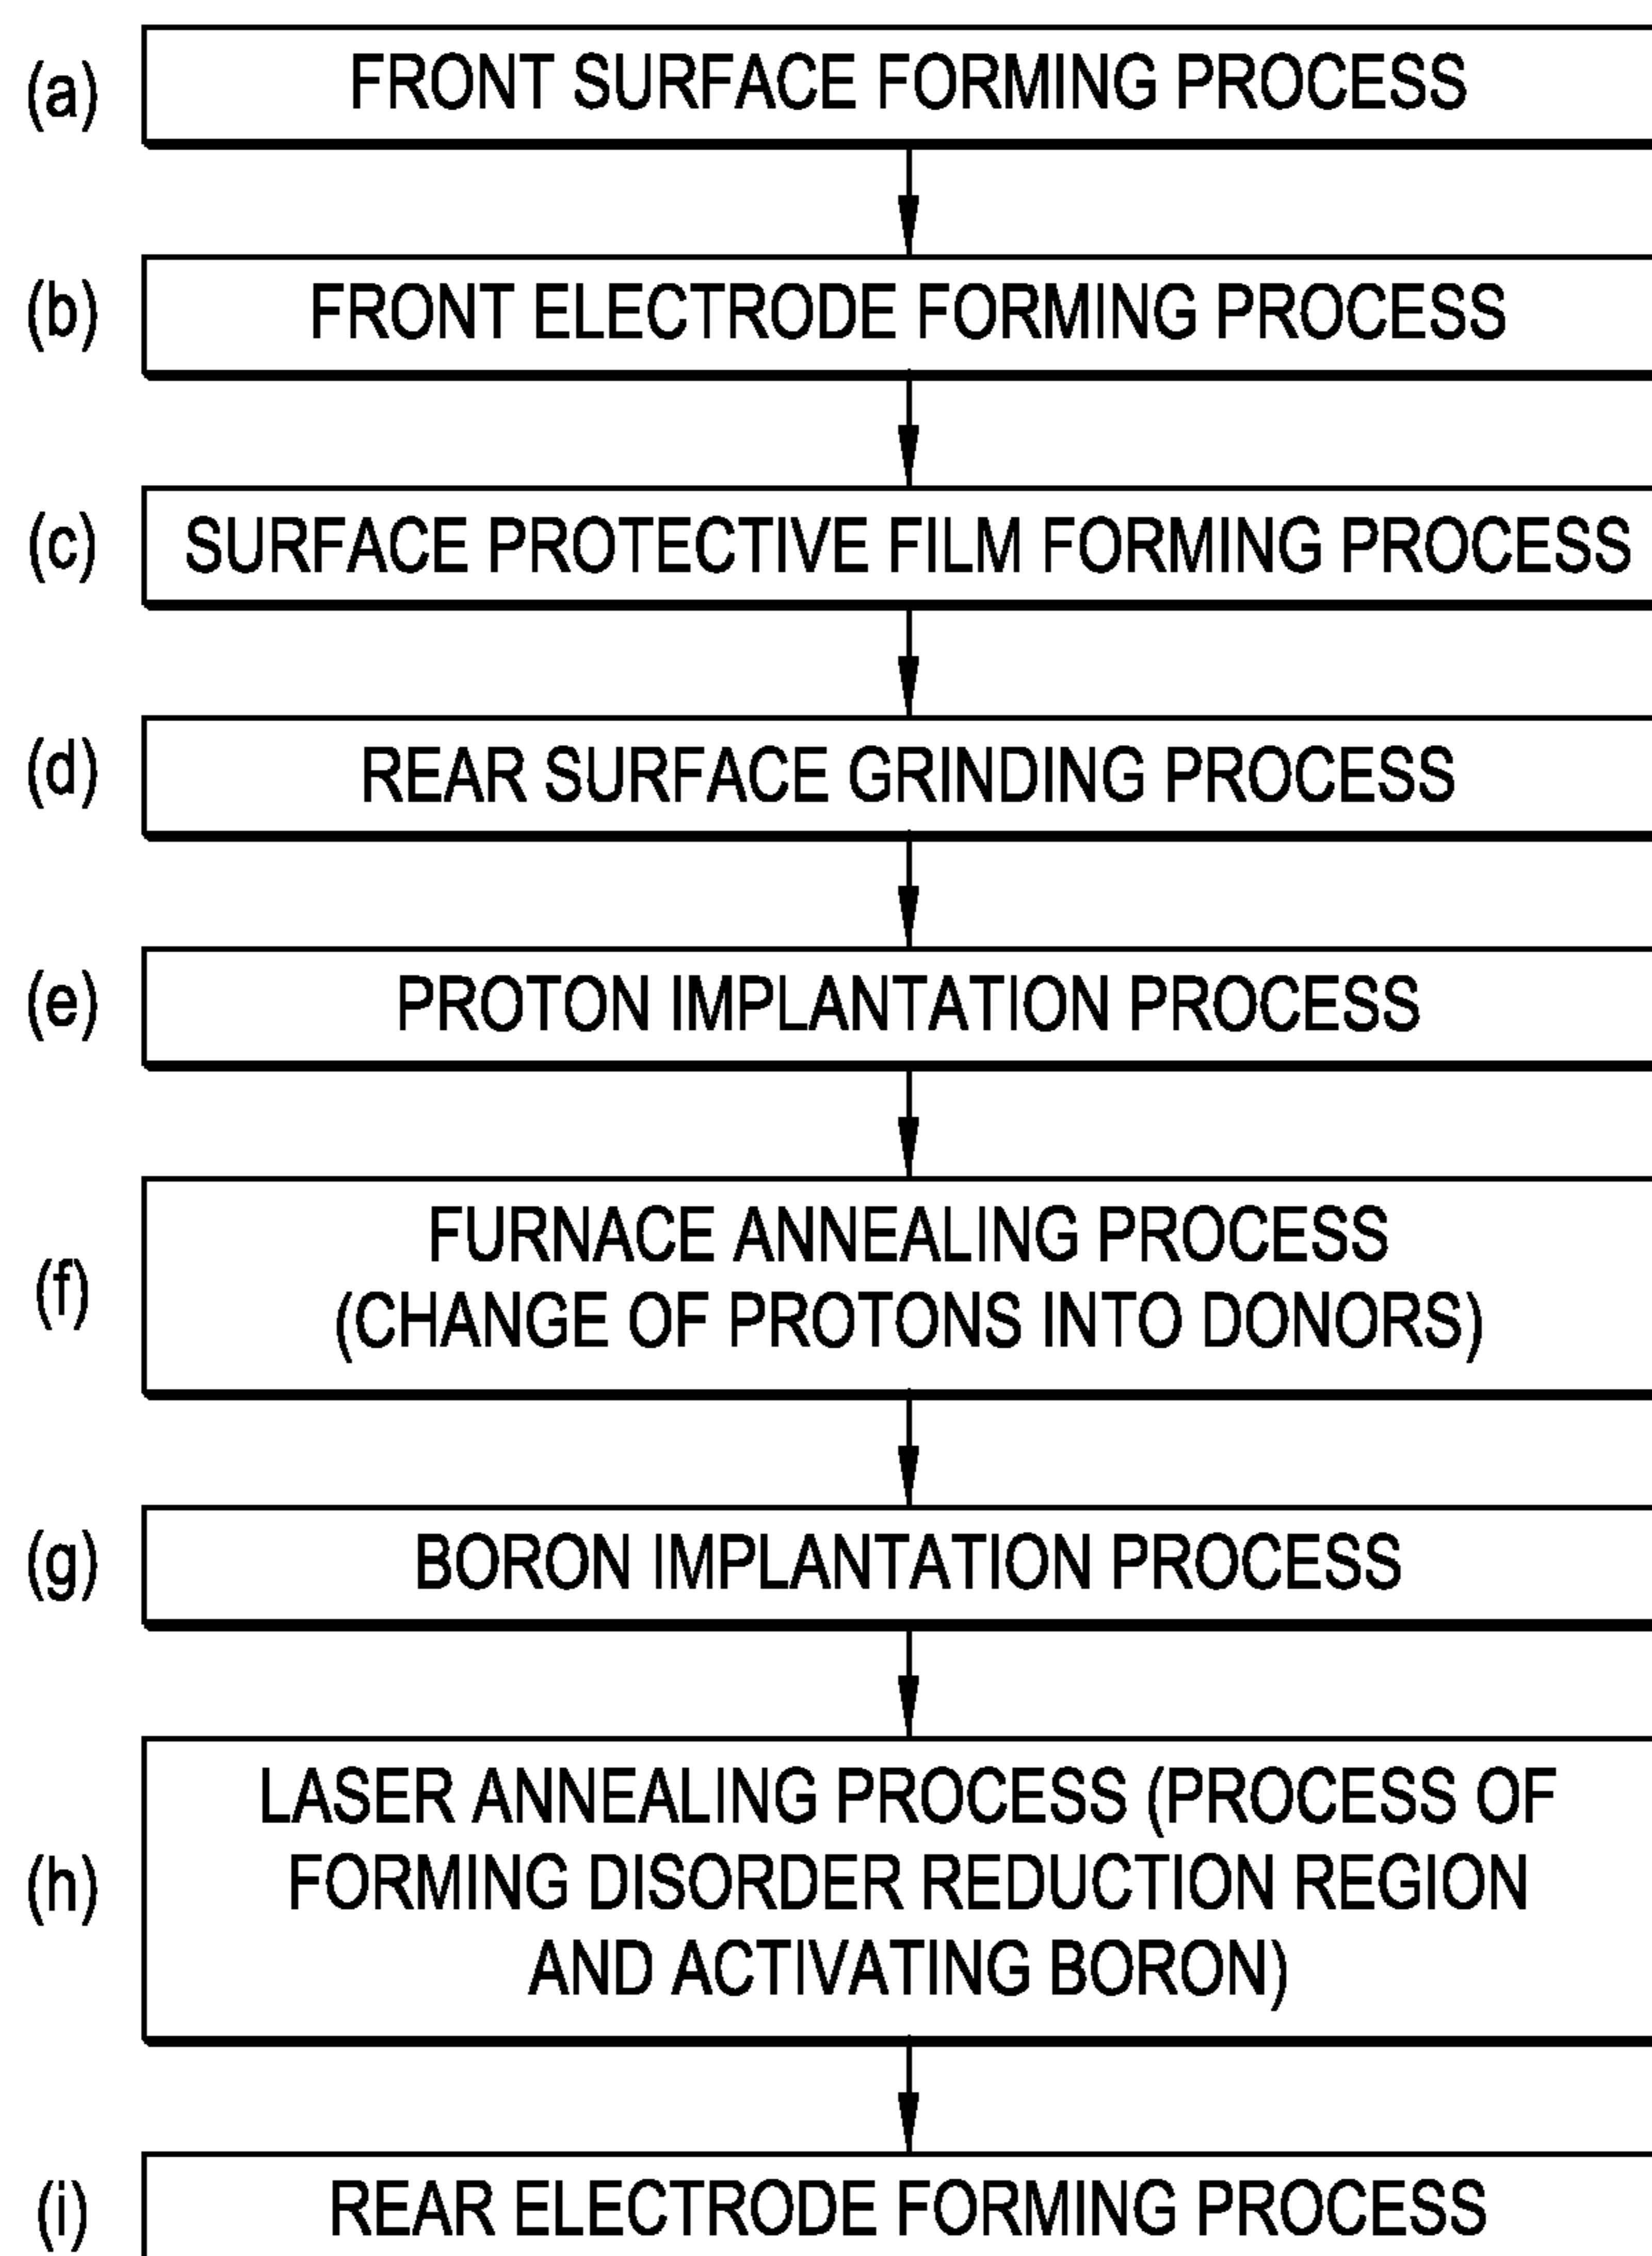 (a) FRONT SURFACE FORMING PROCESS
(b) FRONT ELECTRODE FORMING PROCESS
(c) SURFACE PROTECTIVE FILM FORMING PROCESS
(d) REAR SURFACE GRINDING PROCESS
(e) PROTON IMPLANTATION PROCESS
(f) FURNACE ANNEALING PROCESS
(CHANGE OF PROTONS INTO DONORS)
(g) BORON IMPLANTATION PROCESS
(h) LASER ANNEALING PROCESS (PROCESS OF
FORMING DISORDER REDUCTION REGION
AND ACTIVATING BORON)
(i) REAR ELECTRODE FORMING PROCESS